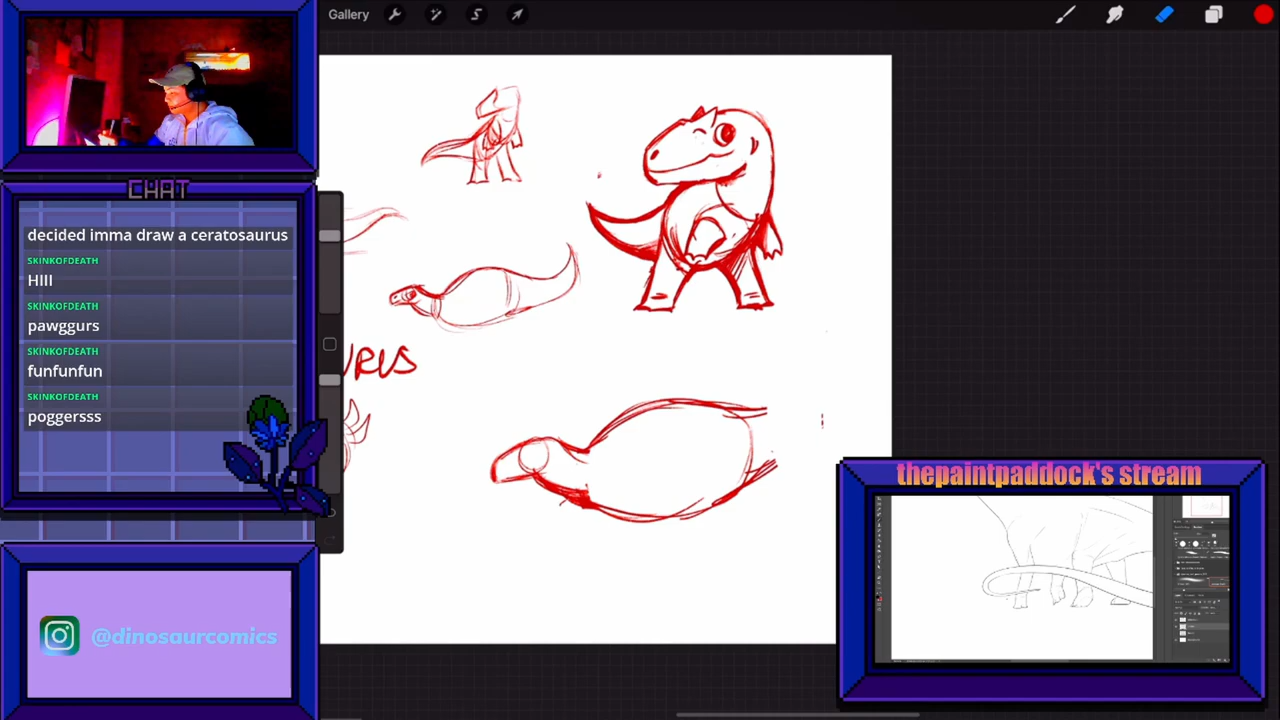 Gallery
CHAT
decided imma draw a ceratosaurus
SKINKOFDEATH
HIII
SKINKOFDEATH
pawggurs
SKINKOFDEATH
funfunfun
SKINKOFDEATH
poggersss
URUS
thepaintpaddock's stream
@dinosaurcomics